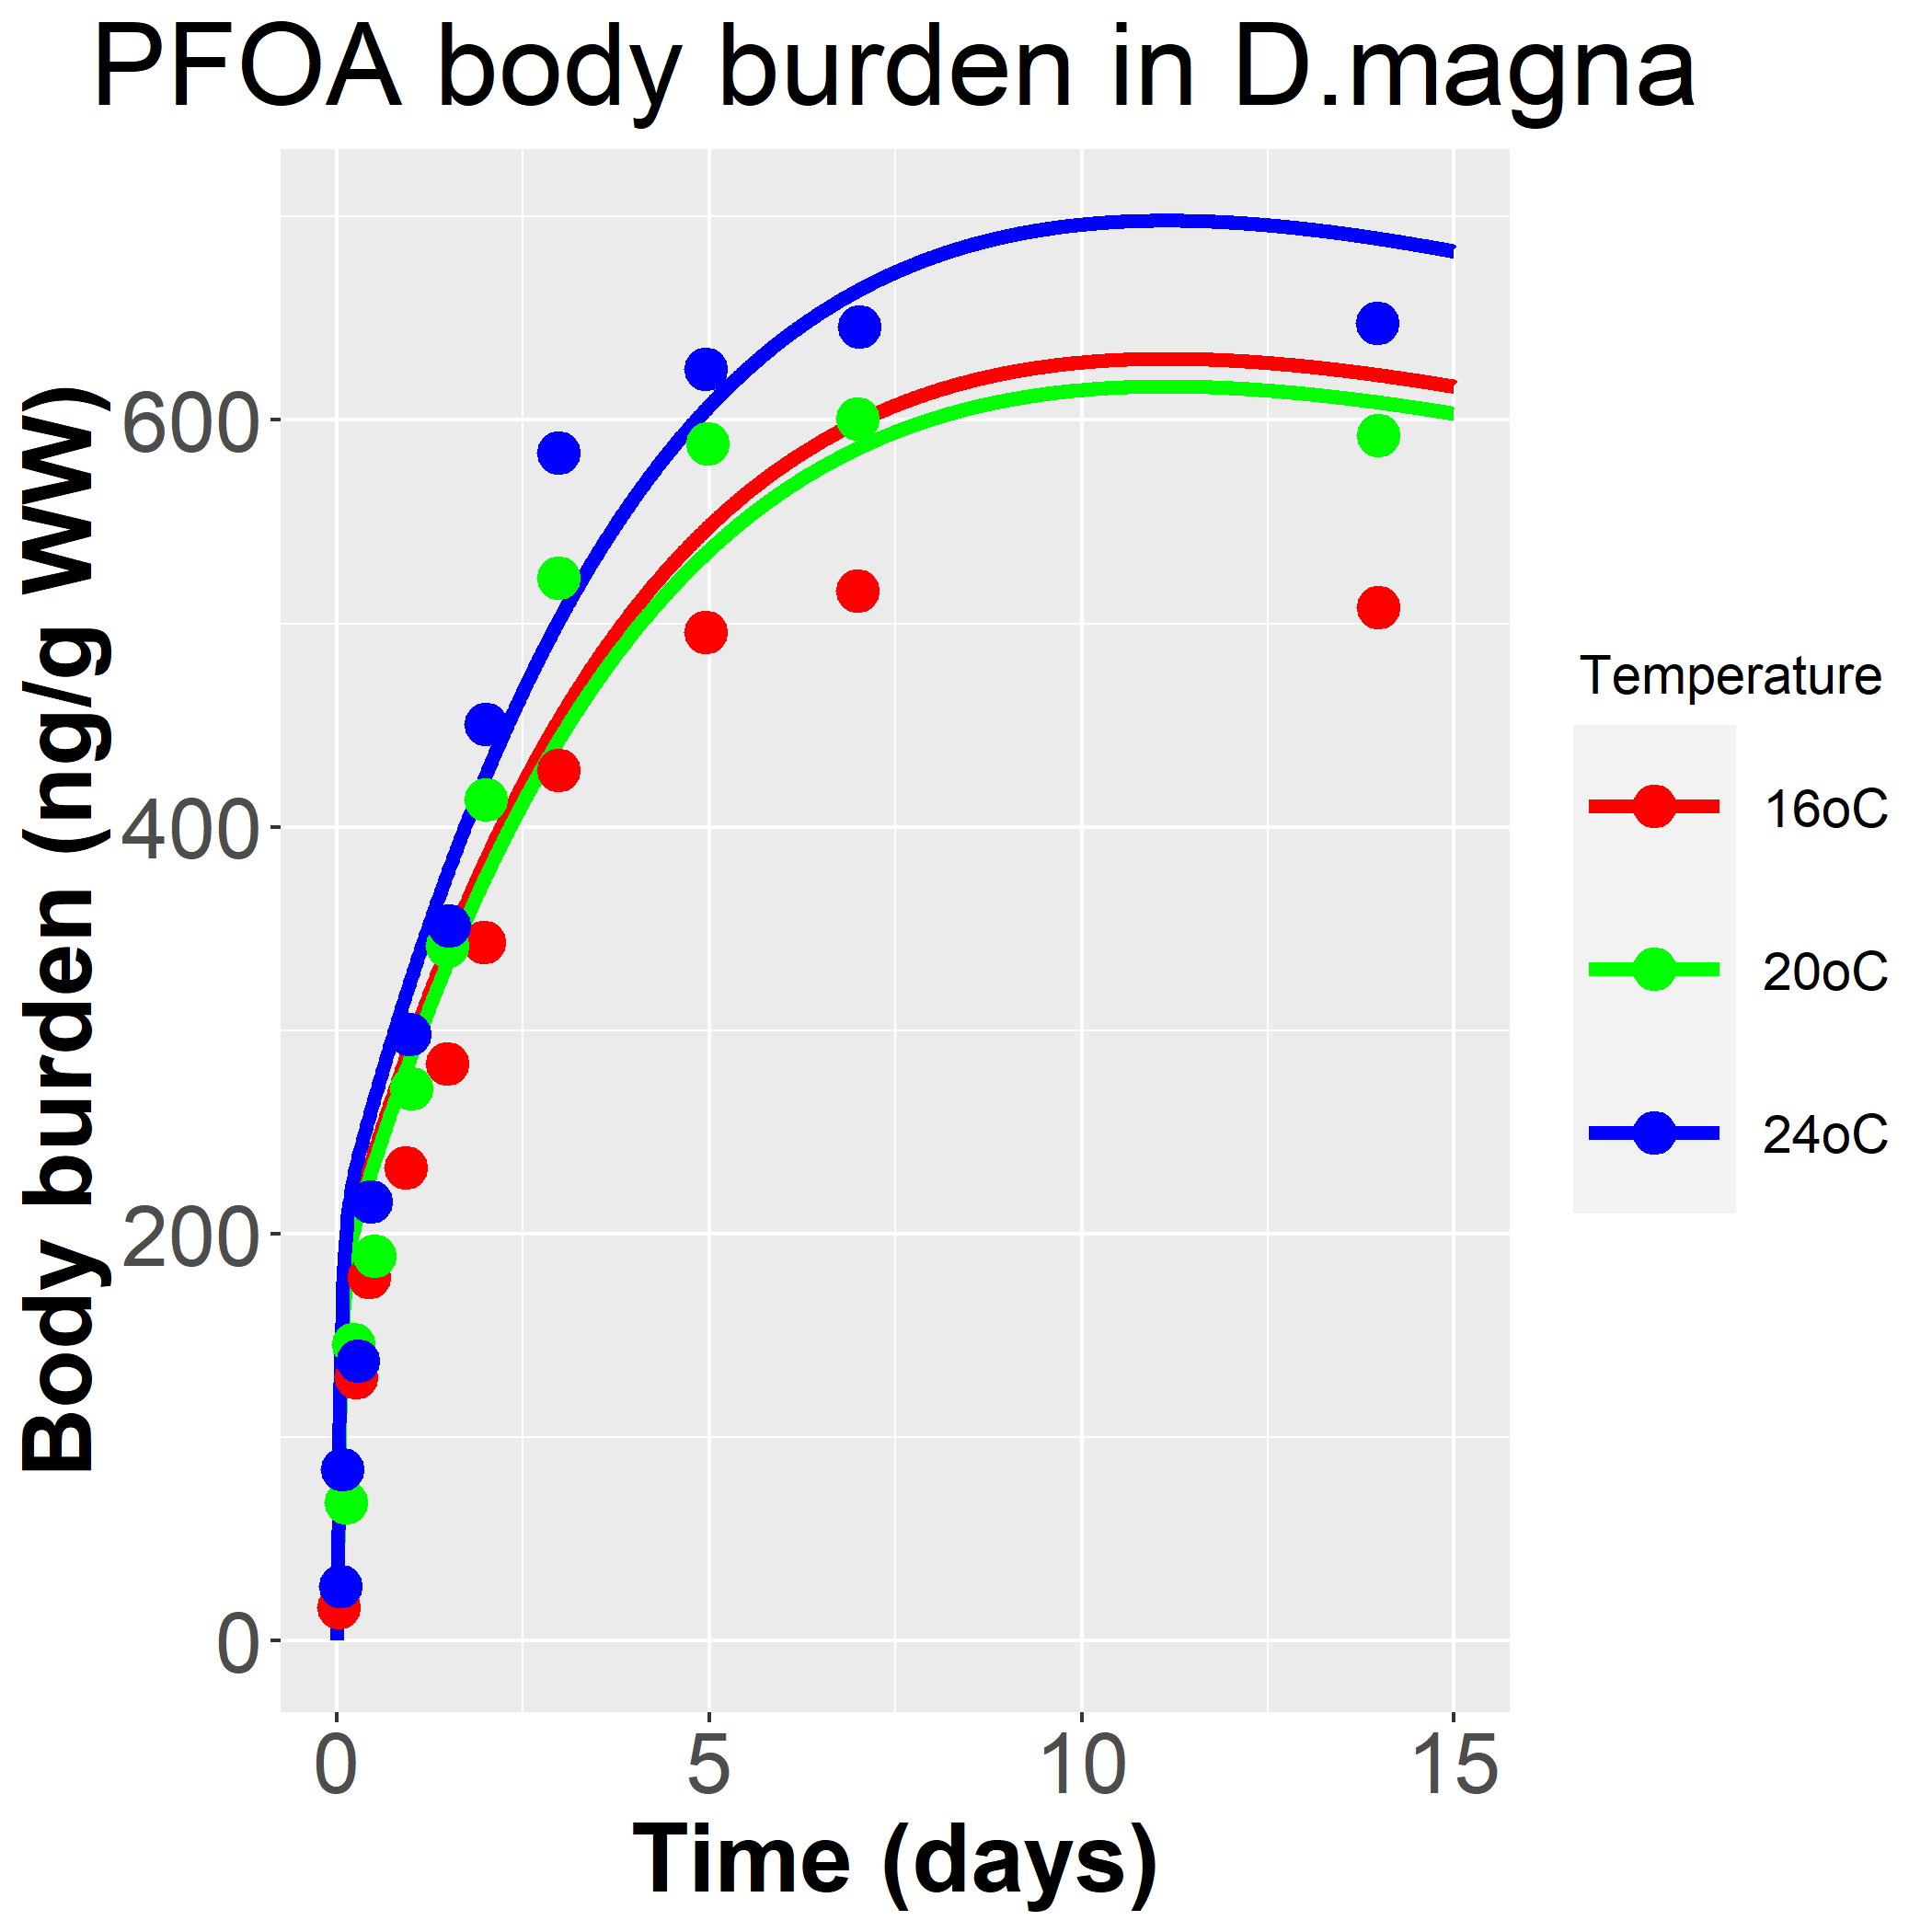 PFOA body burden in D.magna
Body burden (ng/g WW)
600
400
200
0
0
5
10
15
Time (days)
Temperature
16oC
20oC
24oC